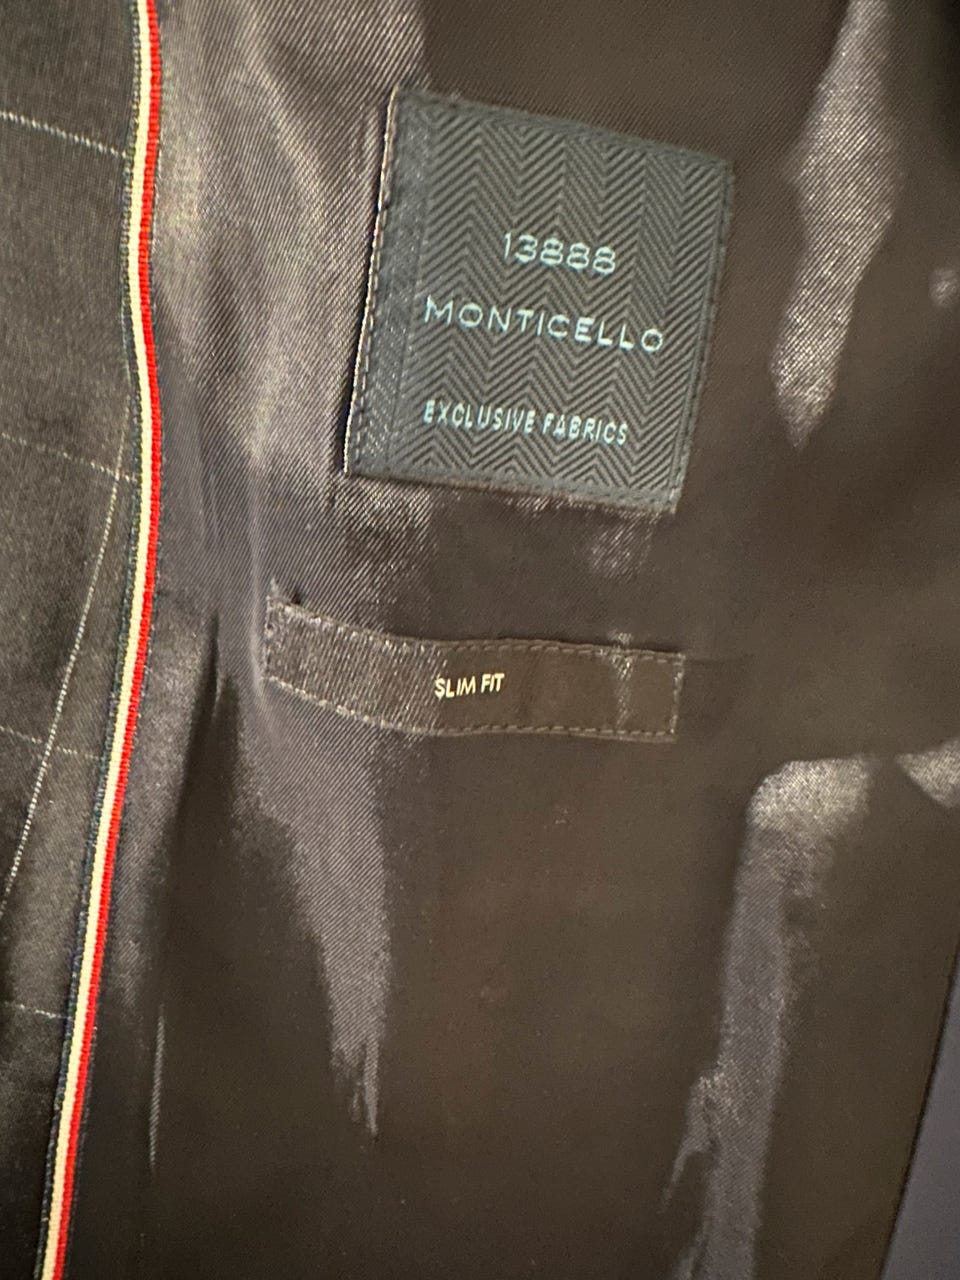 13888
MONTICELLO
EXCLUSIVE FABRICS
SLIM FIT